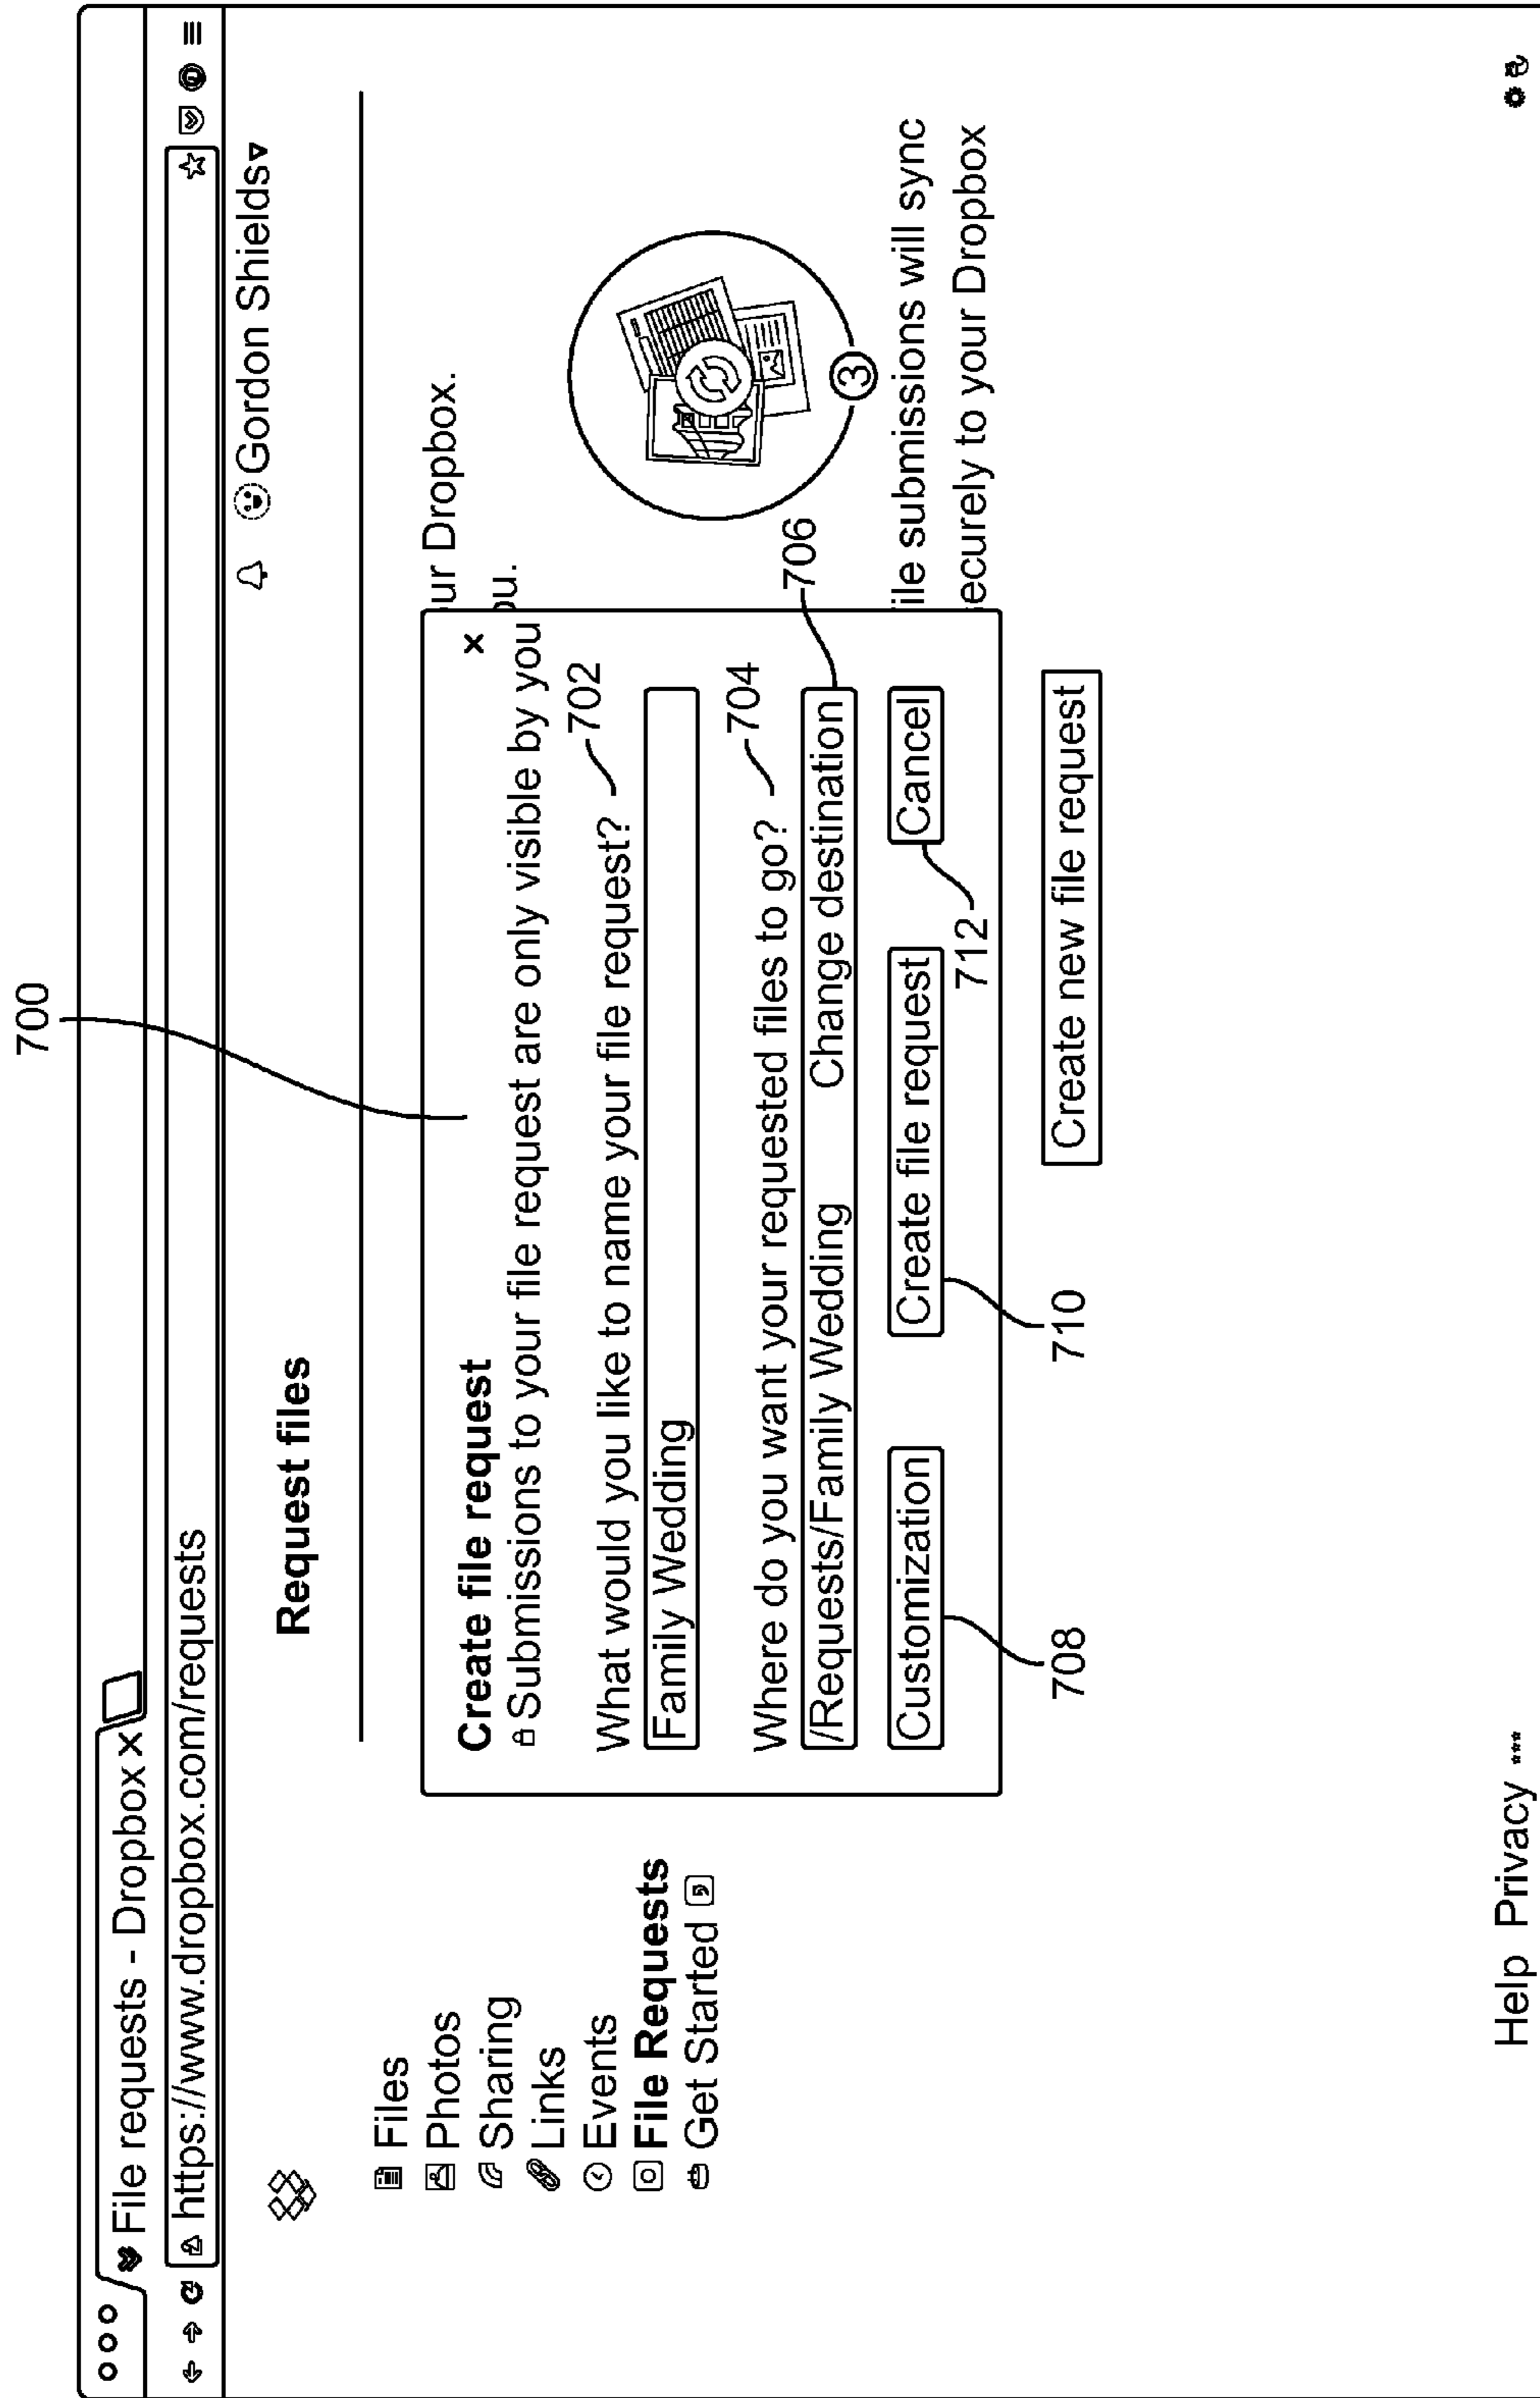 700
File requests - Dropbox X
https://www.dropbox.com/requests
Gordon Shields
Request files
Files
Photos
Sharing
Links
Events
File Requests
Get Started
ur Dropbox.
ou.
Create file request
x
Submissions to your file request are only visible by you
What would you like to name your file request?
702
Family Wedding
Where do you want your requested files to go?
704
/Requests/Family Wedding Change destination
706
Customization
Create file request
Cancel
708
710
712
3
ile submissions will sync
ecurely to your Dropbox
Create new file request
Help Privacy